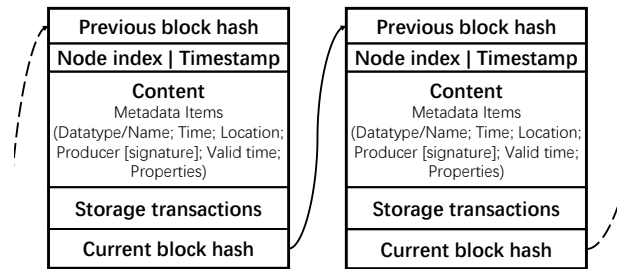 Previous block hash
Node index | Timestamp
Content
Metadata Items
(Datatype/Name; Time; Location;
Producer [signature]; Valid time;
Properties)
Storage transactions
Current block hash
Previous block hash
Node index | Timestamp
Content
Metadata Items
(Datatype/Name; Time; Location;
Producer [signature]; Valid time;
Properties)
Storage transactions
Current block hash